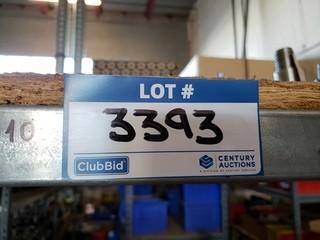 LOT #
3393
10
ClubBid
CENTURY
AUCTIONS